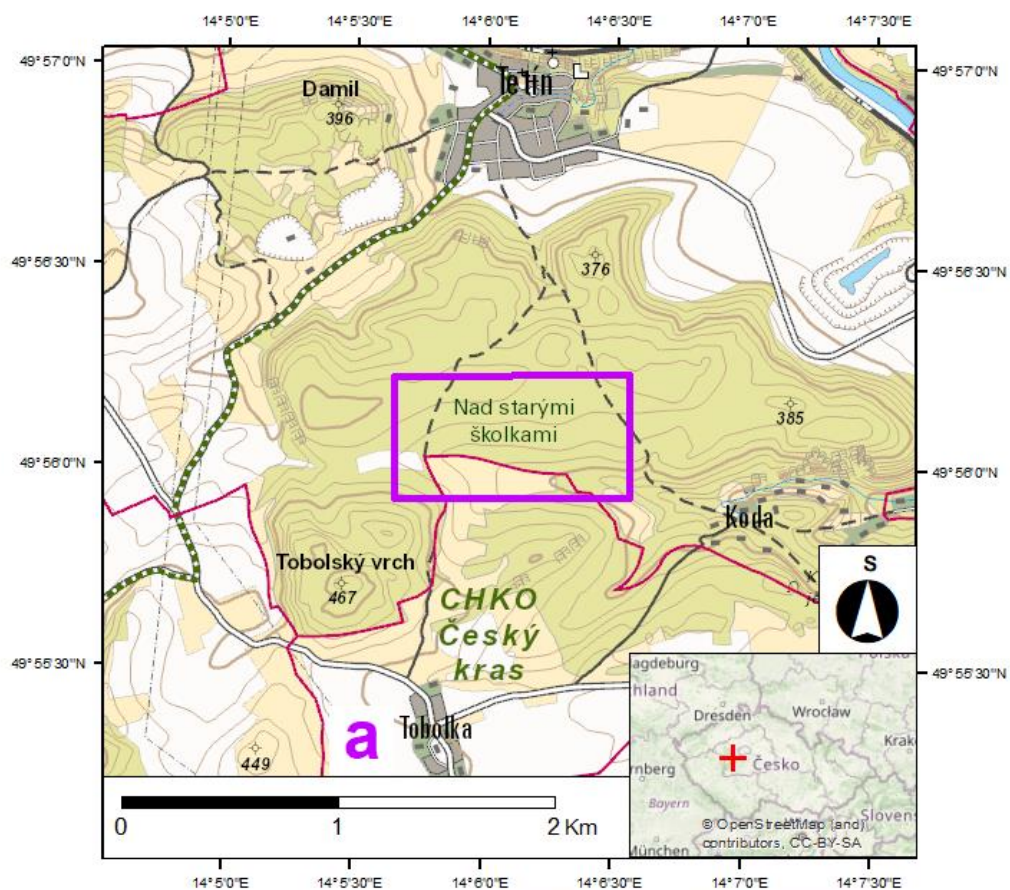 14°5'0"E 14°5'30"E 14°6'0"E 14°6'30"E 14°7'0"E 14°7'30"E
49°57'0"N 49°57'0"N
Tetín
Damil
396
49°56'30"N 49°56'30"N
376
Nad starými
školkami
385
49°56'0"N 49°56'0"N
Koda
Tobolský vrch
467
CHKO
Český
kras
S
49°55'30"N 49°55'30"N
a
Tobolka
449
agdeburg
chland
Dresden
Wrocław
Krak
rnberg
Česko
Bayern
Slovens
München
© OpenStreetMap (and)
contributors, CC-BY-SA
0 1 2 Km
14°5'0"E 14°5'30"E 14°6'0"E 14°6'30"E 14°7'0"E 14°7'30"E